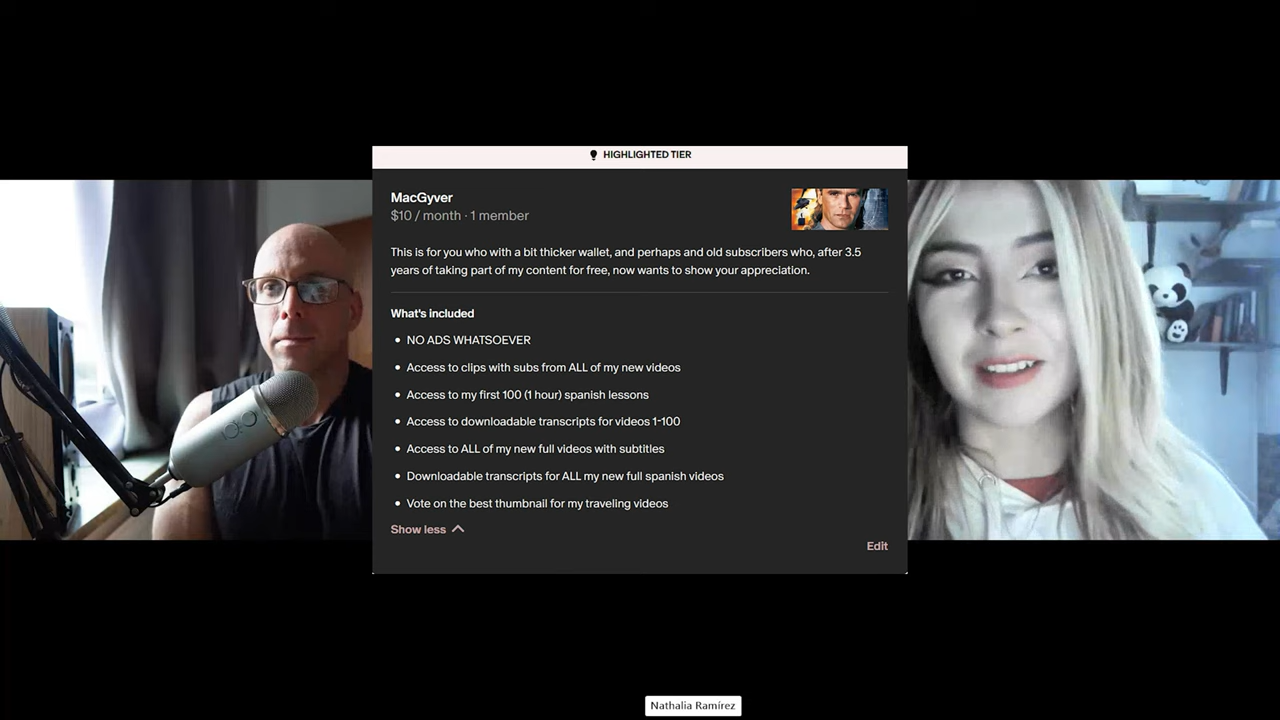 HIGHLIGHTED TIER
MacGyver
$10 / month · 1 member
This is for you who with a bit thicker wallet, and perhaps and old subscribers who, after 3.5
years of taking part of my content for free, now wants to show your appreciation.
What's included
• NO ADS WHATSOEVER
• Access to clips with subs from ALL of my new videos
• Access to my first 100 (1 hour) spanish lessons
• Access to downloadable transcripts for videos 1-100
• Access to ALL of my new full videos with subtitles
• Downloadable transcripts for ALL my new full spanish videos
• Vote on the best thumbnail for my traveling videos
Show less
Edit
Nathalia Ramírez